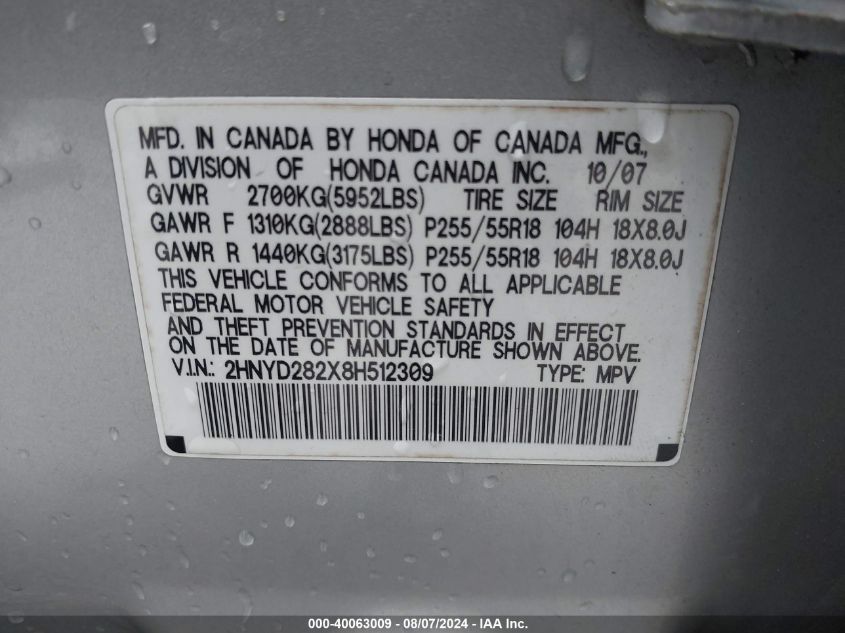 MFD. IN CANADA BY HONDA OF CANADA MFG.,
A DIVISION OF HONDA CANADA INC. 10/07
GVWR 2700KG(5952LBS) TIRE SIZE RIM SIZE
GAWR F 1310KG(2888LBS) P255/55R18 104H 18X8.0J
GAWR R 1440KG(3175LBS) P255/55R18 104H 18X8.0J
THIS VEHICLE CONFORMS TO ALL APPLICABLE
FEDERAL MOTOR VEHICLE SAFETY
AND THEFT PREVENTION STANDARDS IN EFFECT
ON THE DATE OF MANUFACTURE SHOWN ABOVE.
V.I.N.: 2HNYD282X8H512309 TYPE: MPV
000-40063009 - 08/07/2024 - IAA, Inc.